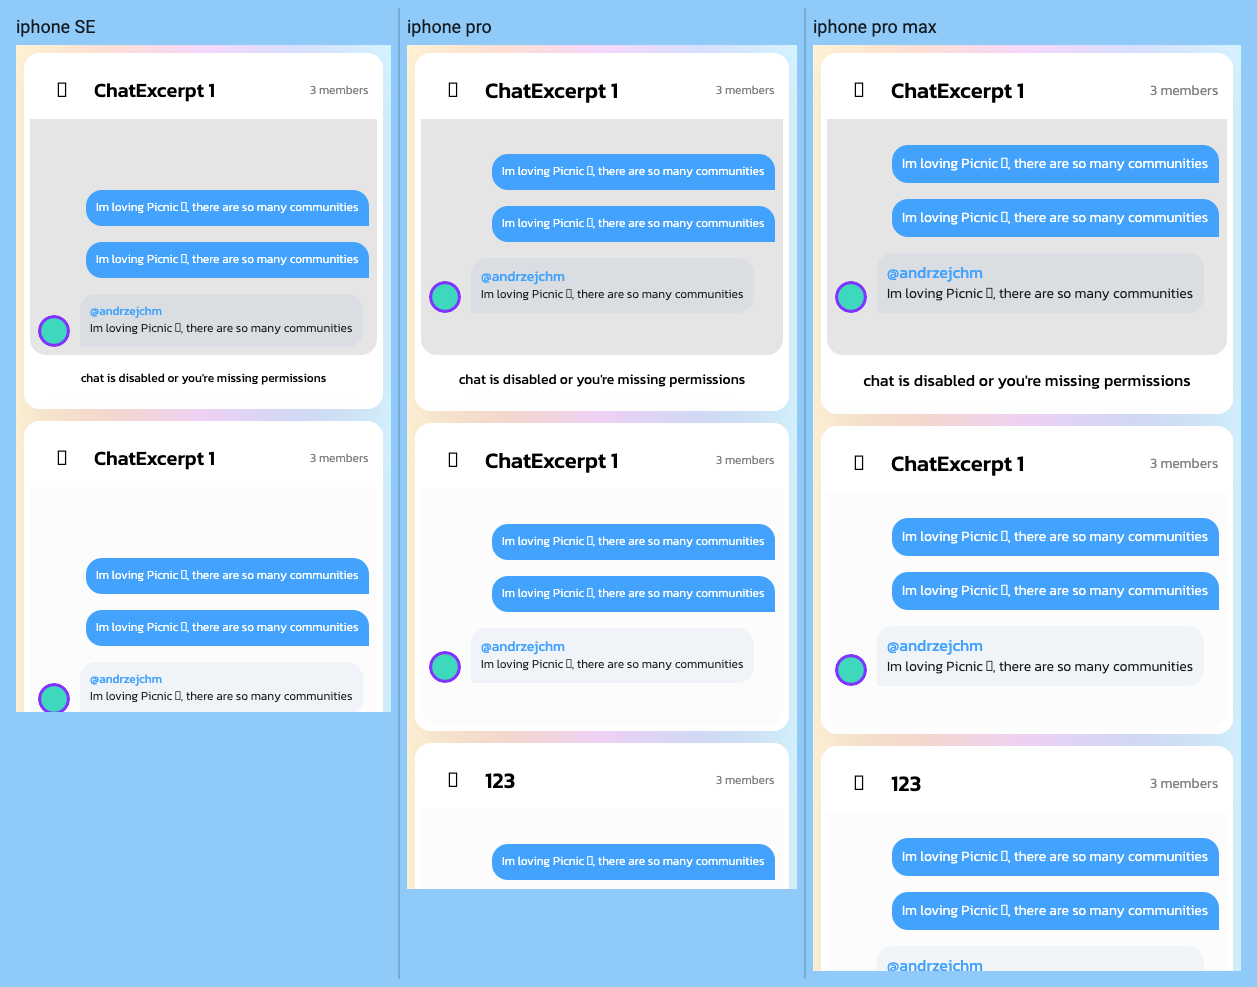 iphone SE
ChatExcerpt 1
3 members
Im loving Picnic ▯, there are so many communities
Im loving Picnic ▯, there are so many communities
@andrzejchm
Im loving Picnic ▯, there are so many communities
chat is disabled or you're missing permissions
ChatExcerpt 1
3 members
Im loving Picnic ▯, there are so many communities
Im loving Picnic ▯, there are so many communities
@andrzejchm
Im loving Picnic ▯, there are so many communities
iphone pro
ChatExcerpt 1
3 members
Im loving Picnic ▯, there are so many communities
Im loving Picnic ▯, there are so many communities
@andrzejchm
Im loving Picnic ▯, there are so many communities
chat is disabled or you're missing permissions
ChatExcerpt 1
3 members
Im loving Picnic ▯, there are so many communities
Im loving Picnic ▯, there are so many communities
@andrzejchm
Im loving Picnic ▯, there are so many communities
123
3 members
Im loving Picnic ▯, there are so many communities
iphone pro max
ChatExcerpt 1
3 members
Im loving Picnic ▯, there are so many communities
Im loving Picnic ▯, there are so many communities
@andrzejchm
Im loving Picnic ▯, there are so many communities
chat is disabled or you're missing permissions
ChatExcerpt 1
3 members
Im loving Picnic ▯, there are so many communities
Im loving Picnic ▯, there are so many communities
@andrzejchm
Im loving Picnic ▯, there are so many communities
123
3 members
Im loving Picnic ▯, there are so many communities
Im loving Picnic ▯, there are so many communities
@andrzejchm